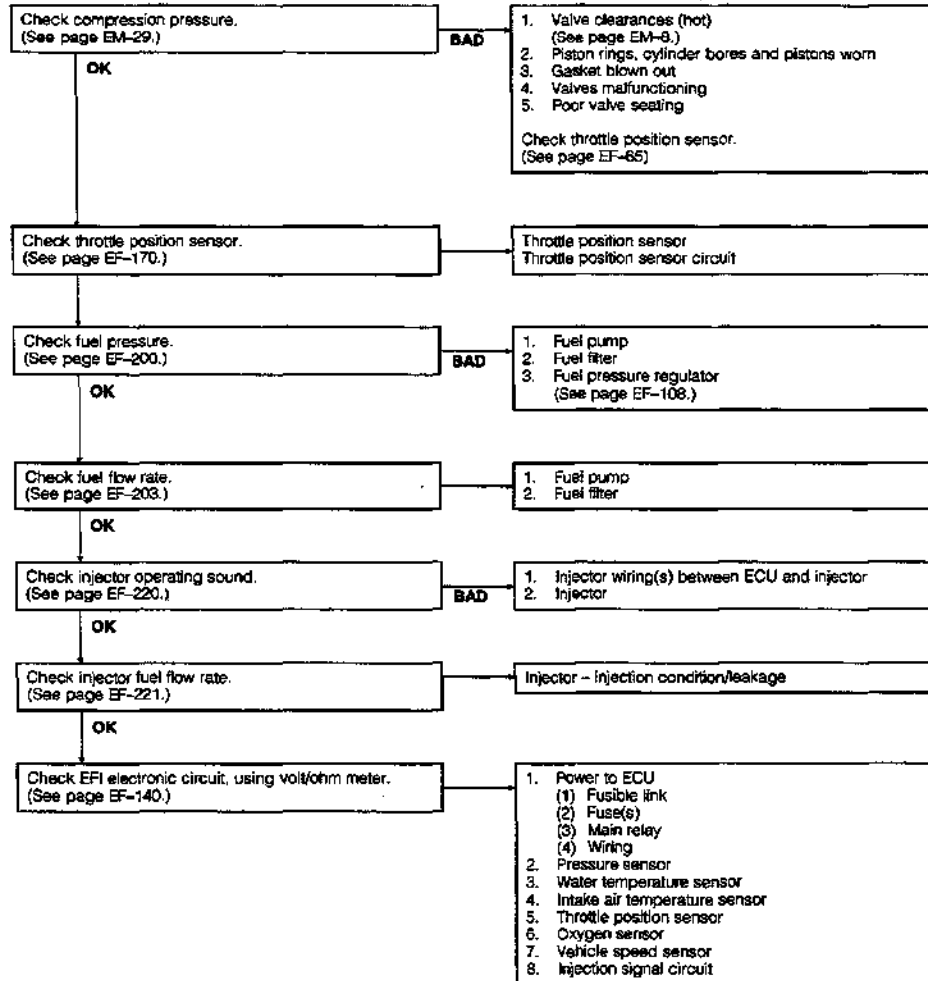 Check compression pressure.
(See page EM–29.)
BAD
OK
1. Valve clearances (hot)
(See page EM–8.)
2. Piston rings, cylinder bores and pistons worn
3. Gasket blown out
4. Valves malfunctioning
5. Poor valve seating
Check throttle position sensor.
(See page EF–65)
Check throttle position sensor.
(See page EF–170.)
Throttle position sensor
Throttle position sensor circuit
Check fuel pressure.
(See page EF–200.)
BAD
OK
1. Fuel pump
2. Fuel filter
3. Fuel pressure regulator
(See page EF–108.)
Check fuel flow rate.
(See page EF–203.)
OK
1. Fuel pump
2. Fuel filter
Check injector operating sound.
(See page EF–220.)
BAD
OK
1. Injector wiring(s) between ECU and injector
2. Injector
Check injector fuel flow rate.
(See page EF–221.)
OK
Injector – Injection condition/leakage
Check EFI electronic circuit, using volt/ohm meter.
(See page EF–140.)
1. Power to ECU
(1) Fusible link
(2) Fuse(s)
(3) Main relay
(4) Wiring
2. Pressure sensor
3. Water temperature sensor
4. Intake air temperature sensor
5. Throttle position sensor
6. Oxygen sensor
7. Vehicle speed sensor
8. Injection signal circuit